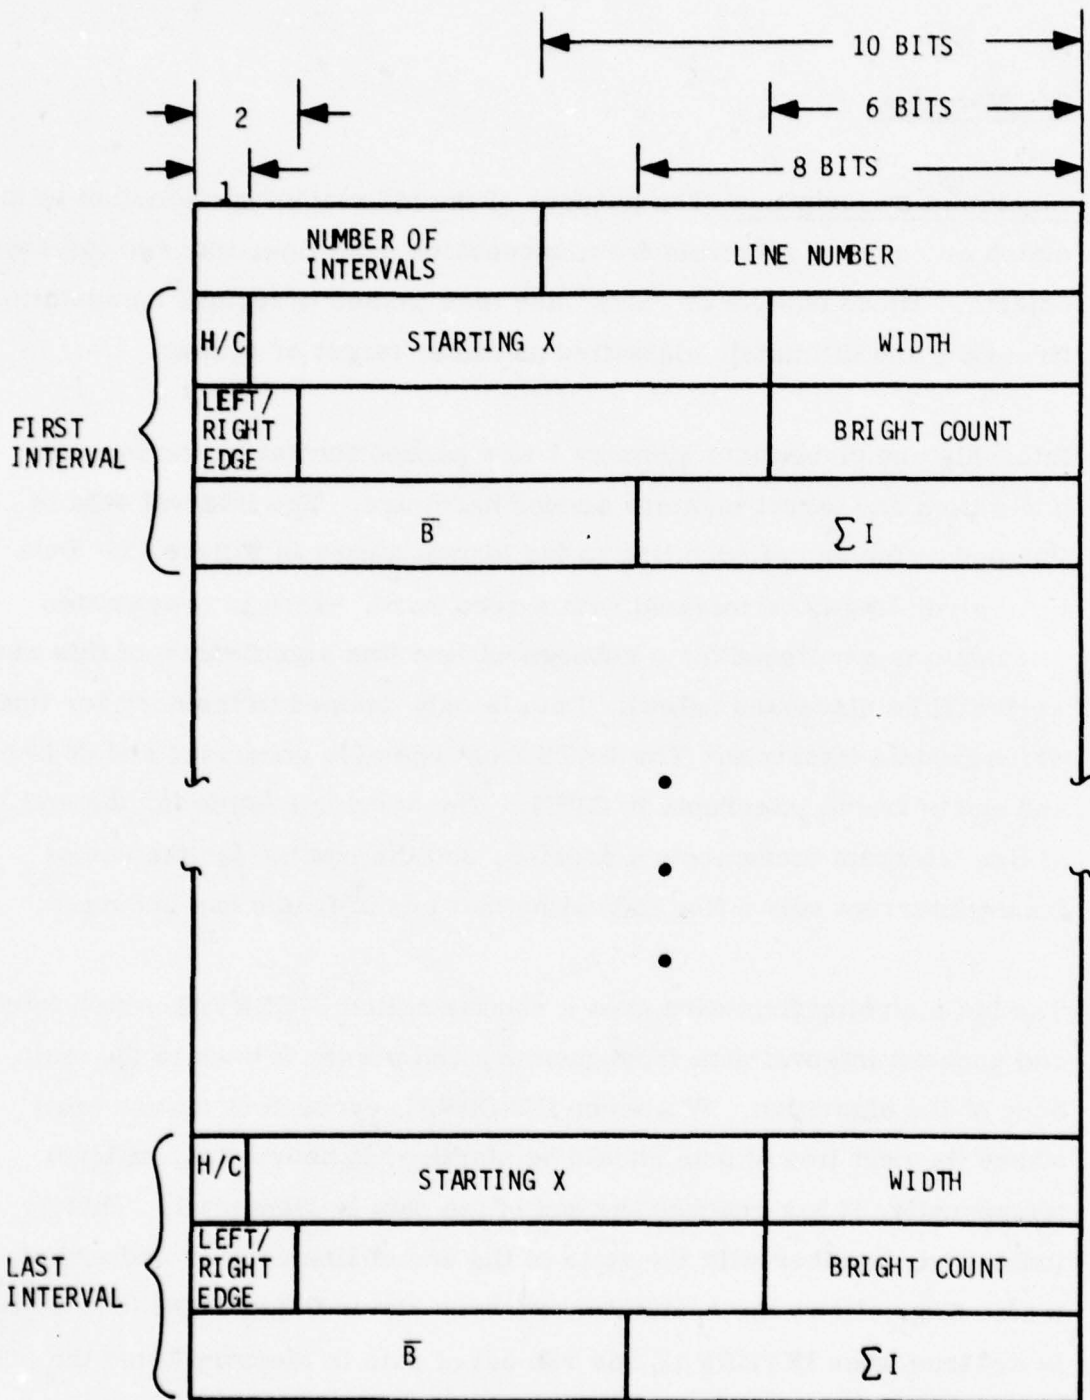 10 BITS
2
6 BITS
1
8 BITS
NUMBER OF
INTERVALS
LINE NUMBER
H/C
STARTING X
WIDTH
FIRST
INTERVAL
LEFT/
RIGHT
EDGE
BRIGHT COUNT
B̅
∑ I
H/C
STARTING X
WIDTH
LAST
INTERVAL
LEFT/
RIGHT
EDGE
BRIGHT COUNT
B̅
∑ I